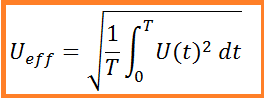 U_eff = √(1/T ∫₀ᵀ U(t)² dt)